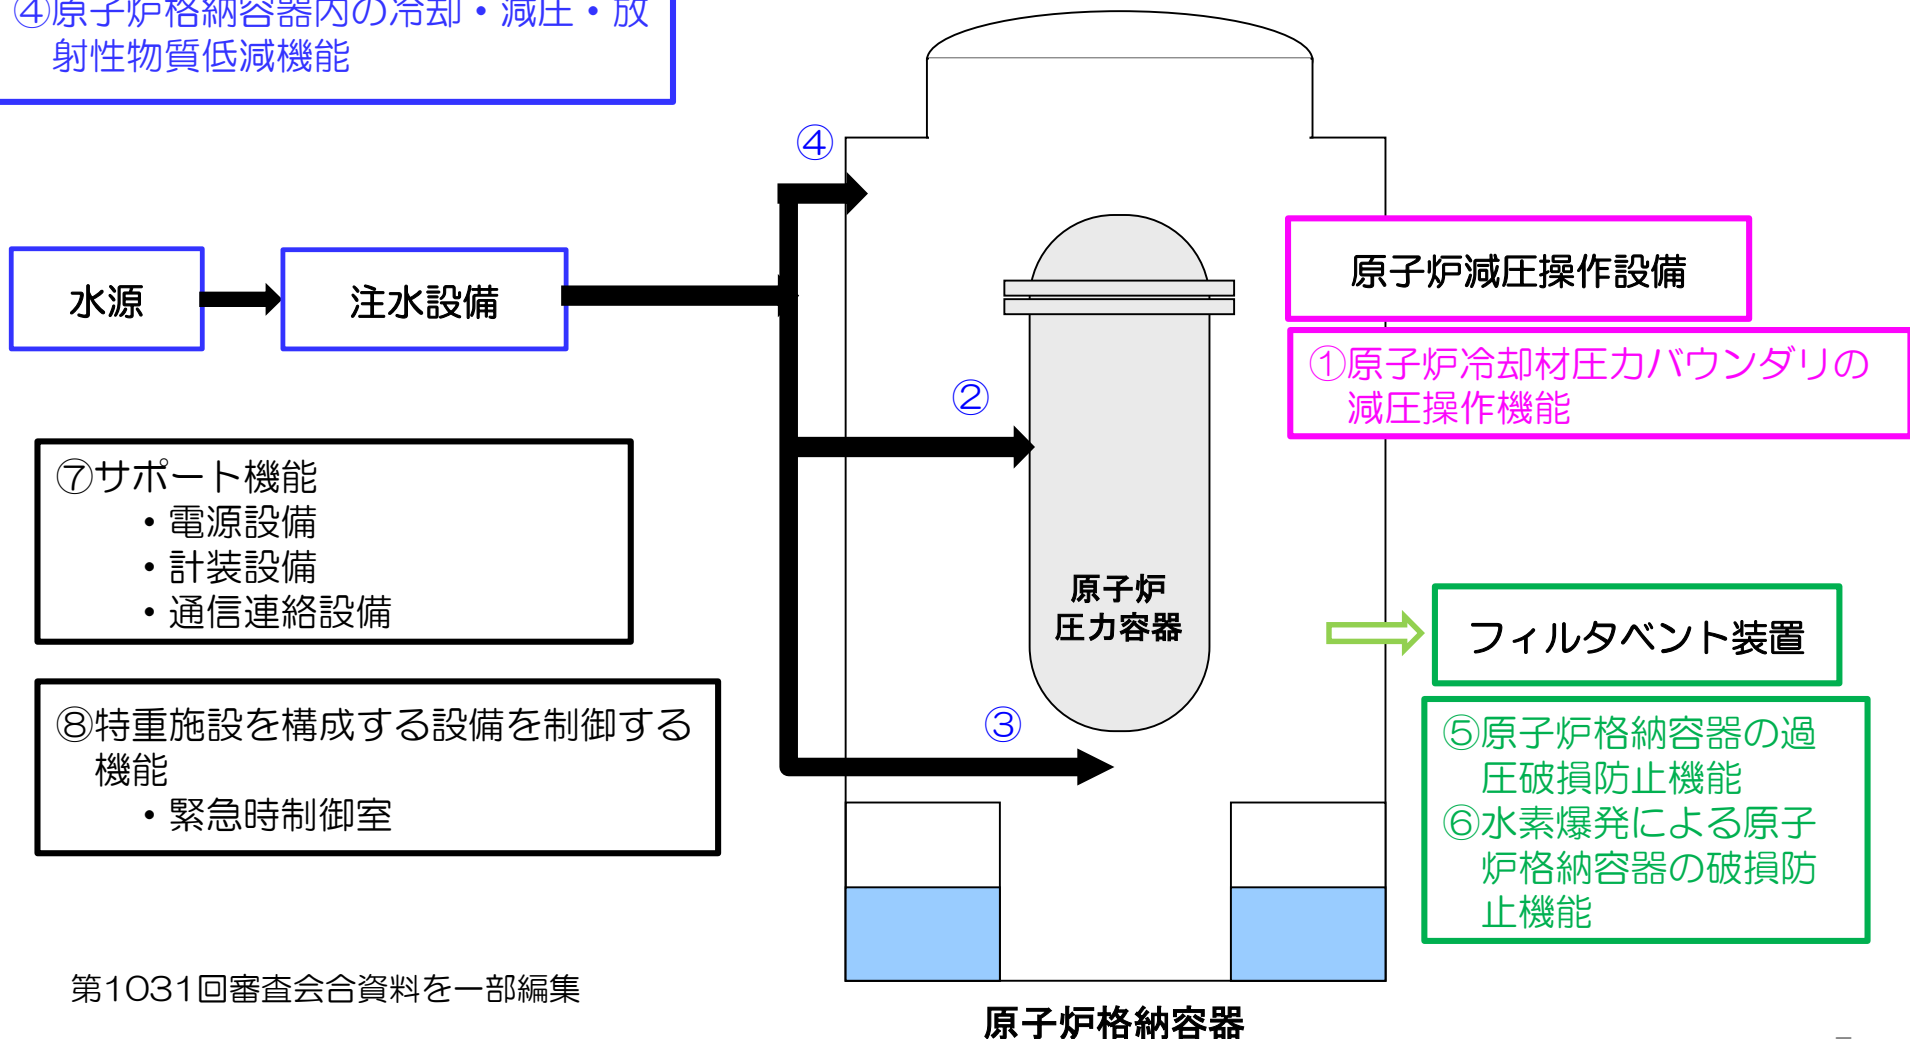 ④原子炉格納容器内の冷却・減圧・放
射性物質低減機能
④
水源
注水設備
原子炉減圧操作設備
①原子炉冷却材圧力バウンダリの
減圧操作機能
②
⑦サポート機能
・電源設備
・計装設備
・通信連絡設備
原子炉
圧力容器
フィルタベント装置
⑧特重施設を構成する設備を制御する
機能
・緊急時制御室
③
⑤原子炉格納容器の過
圧破損防止機能
⑥水素爆発による原子
炉格納容器の破損防
止機能
第1031回審査会合資料を一部編集
原子炉格納容器